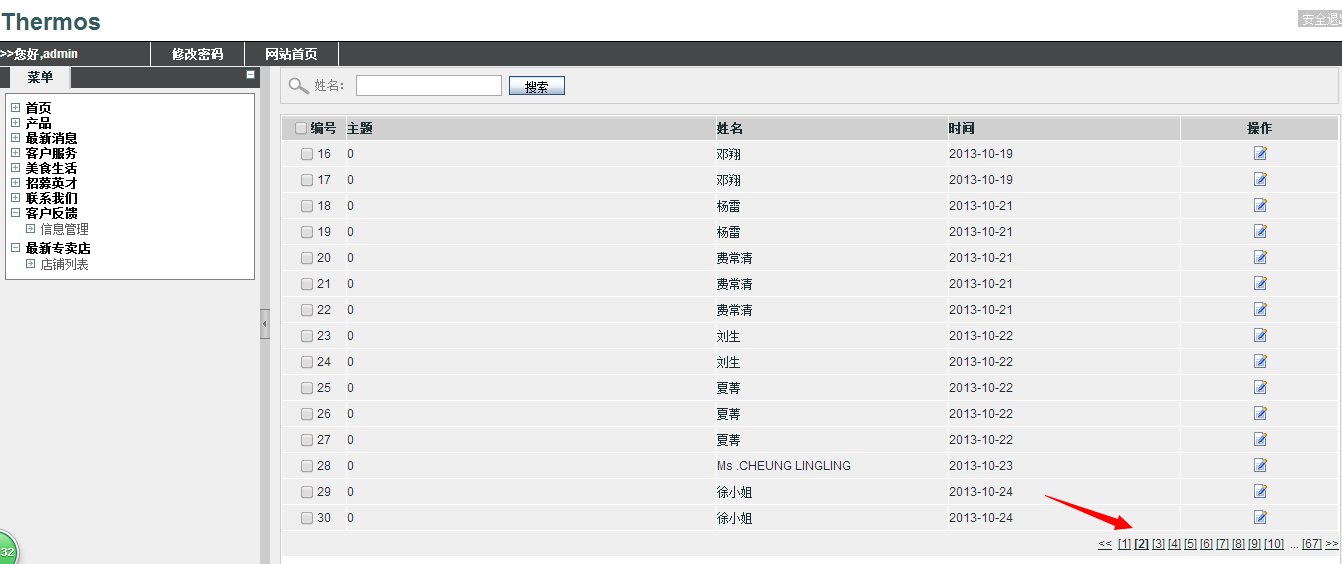 Thermos
安全退
>>您好,admin 修改密码 网站首页
菜单
首页
产品
最新消息
客户服务
美食生活
招募英才
联系我们
客户反馈
信息管理
最新专卖店
店铺列表
姓名: 搜索
编号 主题 姓名 时间 操作
16 0 邓翔 2013-10-19
17 0 邓翔 2013-10-19
18 0 杨雷 2013-10-21
19 0 杨雷 2013-10-21
20 0 费常清 2013-10-21
21 0 费常清 2013-10-21
22 0 费常清 2013-10-21
23 0 刘生 2013-10-22
24 0 刘生 2013-10-22
25 0 夏菁 2013-10-22
26 0 夏菁 2013-10-22
27 0 夏菁 2013-10-22
28 0 Ms .CHEUNG LINGLING 2013-10-23
29 0 徐小姐 2013-10-24
30 0 徐小姐 2013-10-24
<< [1] [2] [3] [4] [5] [6] [7] [8] [9] [10] ... [67] >>
32